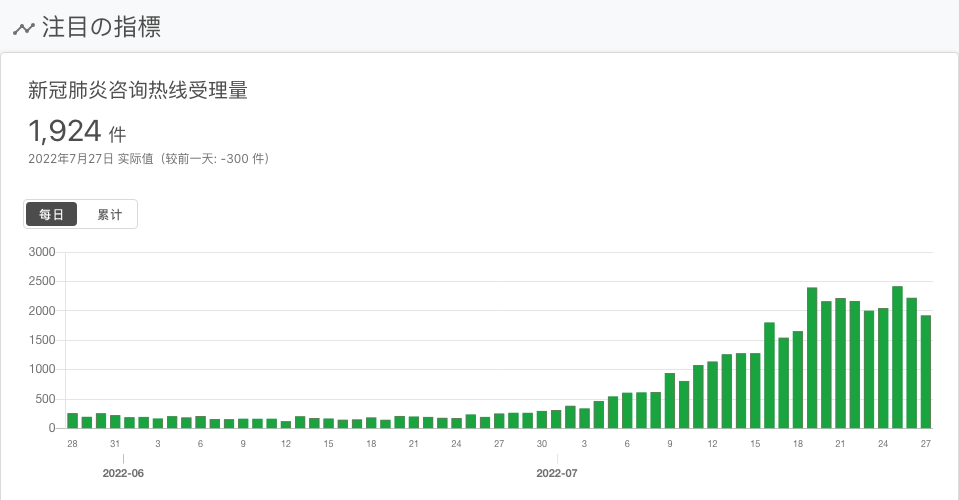 注目の指標
新冠肺炎咨询热线受理量
1,924 件
2022年7月27日 实际值（较前一天: -300 件）
每日 累计
3000
2500
2000
1500
1000
500
0
28 31 3 6 9 12 15 18 21 24 27 30 3 6 9 12 15 18 21 24 27
2022-06 2022-07